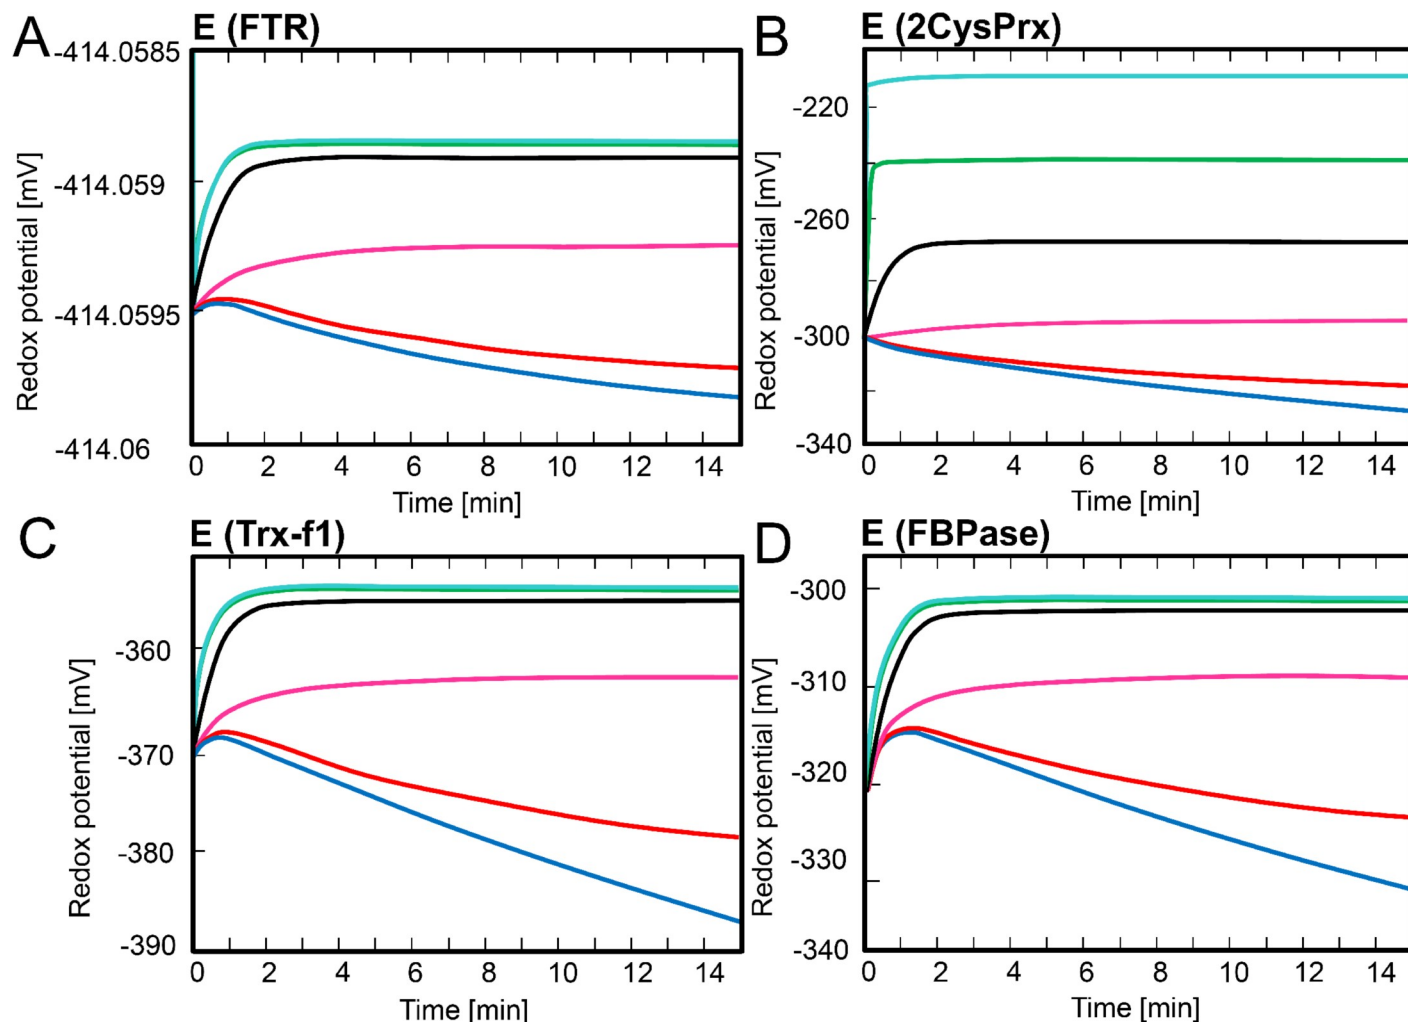 A
E (FTR)
-414.0585
-414.059
-414.0595
-414.06
Redox potential [mV]
0 2 4 6 8 10 12 14
Time [min]
B
E (2CysPrx)
-220
-260
-300
-340
Redox potential [mV]
0 2 4 6 8 10 12 14
Time [min]
C
E (Trx-f1)
-360
-370
-380
-390
Redox potential [mV]
0 2 4 6 8 10 12 14
Time [min]
D
E (FBPase)
-300
-310
-320
-330
-340
Redox potential [mV]
0 2 4 6 8 10 12 14
Time [min]